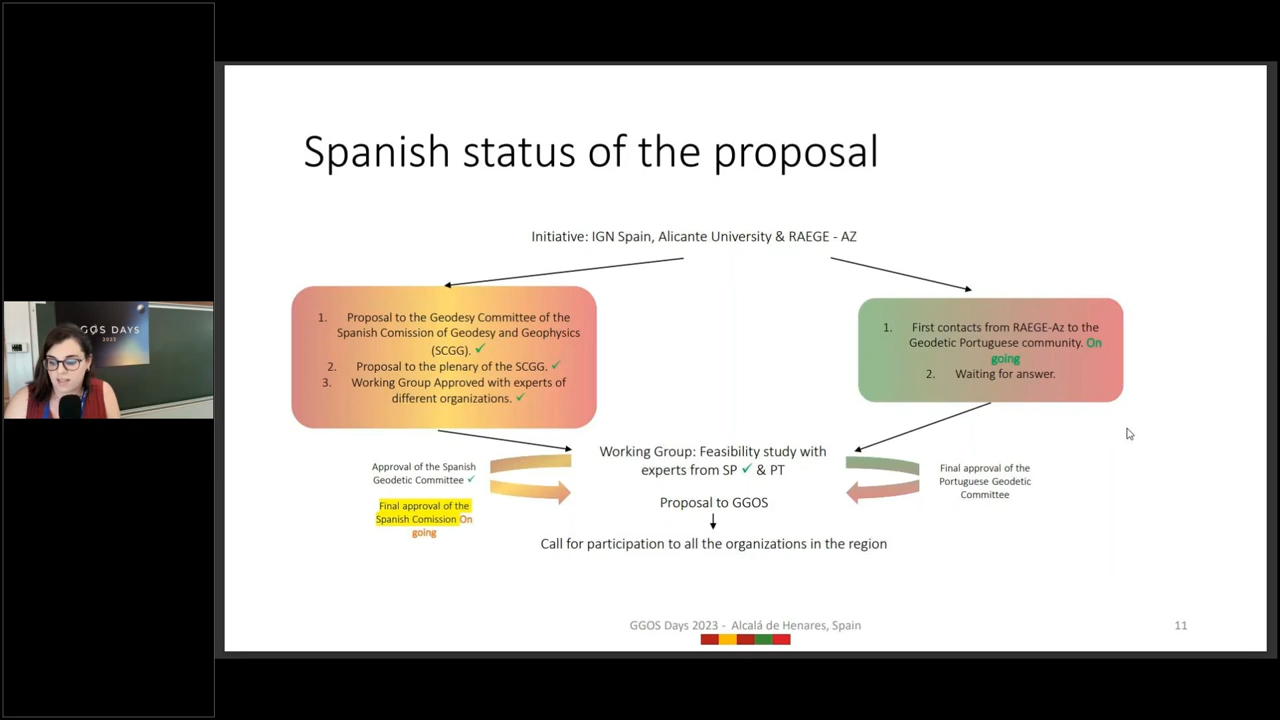 Spanish status of the proposal
Initiative: IGN Spain, Alicante University & RAEGE - AZ
1. Proposal to the Geodesy Committee of the
Spanish Comission of Geodesy and Geophysics
(SCGG). ✓
2. Proposal to the plenary of the SCGG. ✓
3. Working Group Approved with experts of
different organizations. ✓
1. First contacts from RAEGE-Az to the
Geodetic Portuguese community. On
going
2. Waiting for answer.
Approval of the Spanish
Geodetic Committee ✓
Final approval of the
Spanish Comission On
going
Working Group: Feasibility study with
experts from SP ✓ & PT
Proposal to GGOS
Call for participation to all the organizations in the region
Final approval of the
Portuguese Geodetic
Committee
GGOS Days 2023 - Alcalá de Henares, Spain
11
GGOS DAYS
2023